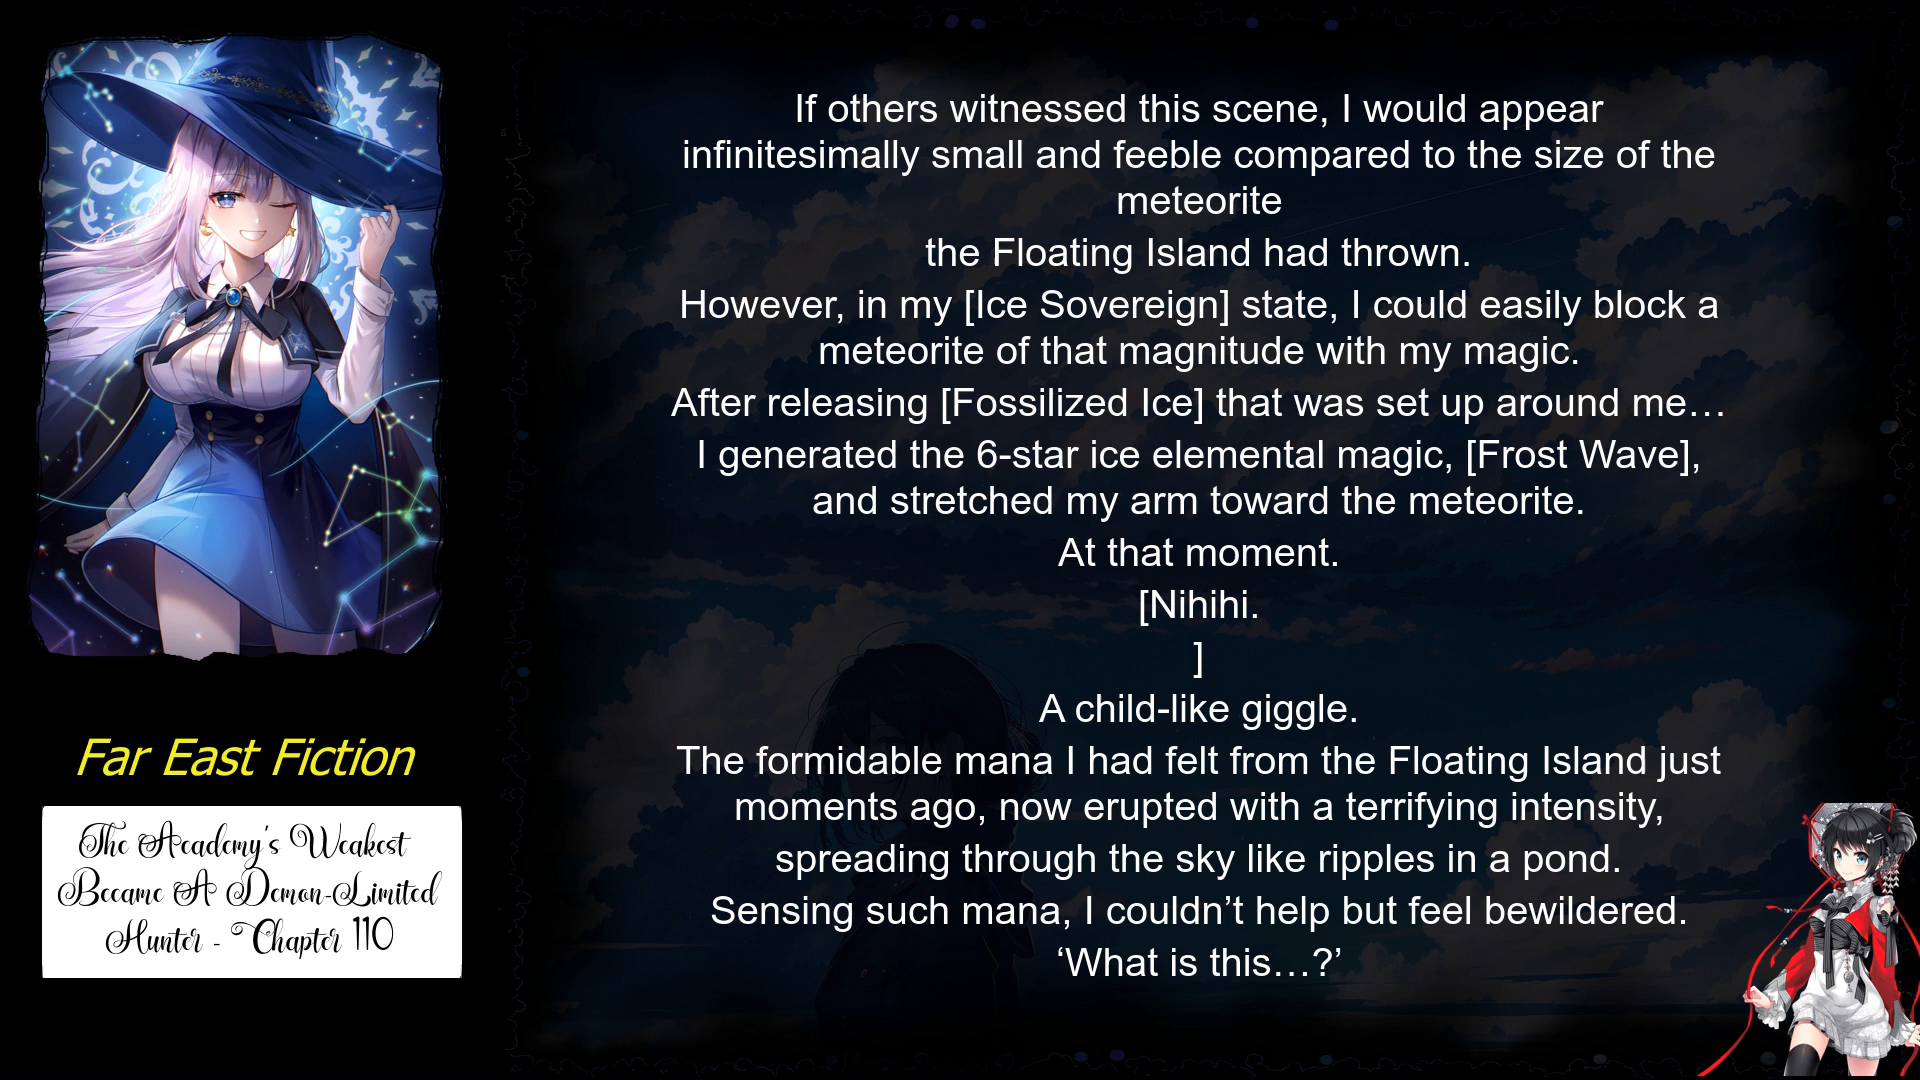 If others witnessed this scene, I would appear
infinitesimally small and feeble compared to the size of the
meteorite
the Floating Island had thrown.
However, in my [Ice Sovereign] state, I could easily block a
meteorite of that magnitude with my magic.
After releasing [Fossilized Ice] that was set up around me…
I generated the 6-star ice elemental magic, [Frost Wave],
and stretched my arm toward the meteorite.
At that moment.
[Nihihi.
]
A child-like giggle.
The formidable mana I had felt from the Floating Island just
moments ago, now erupted with a terrifying intensity,
spreading through the sky like ripples in a pond.
Sensing such mana, I couldn’t help but feel bewildered.
‘What is this…?’
Far East Fiction
The Academy's Weakest
Became A Demon-Limited
Hunter - Chapter 110